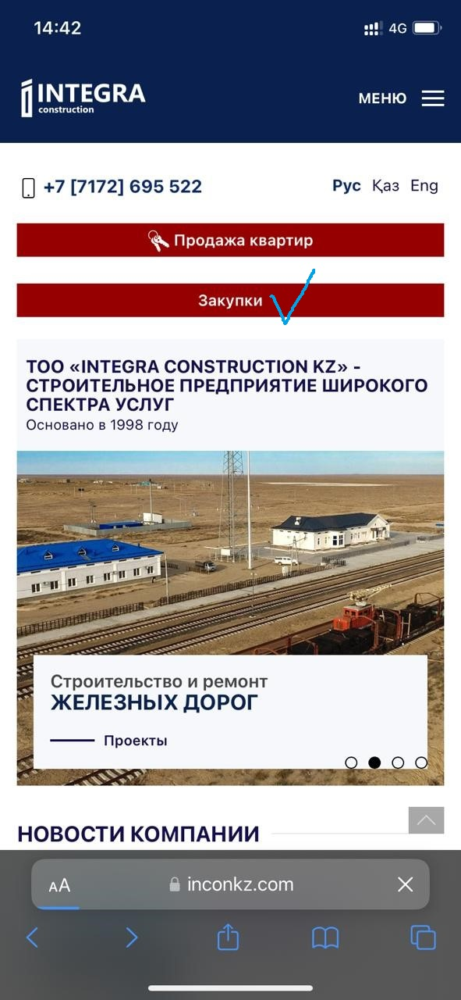 14:42
4G
INTEGRA
construction
МЕНЮ
+7 [7172] 695 522
Рус Қаз Eng
Продажа квартир
Закупки
ТОО «INTEGRA CONSTRUCTION KZ» -
СТРОИТЕЛЬНОЕ ПРЕДПРИЯТИЕ ШИРОКОГО
СПЕКТРА УСЛУГ
Основано в 1998 году
Строительство и ремонт
ЖЕЛЕЗНЫХ ДОРОГ
Проекты
НОВОСТИ КОМПАНИИ
AA
inconkz.com